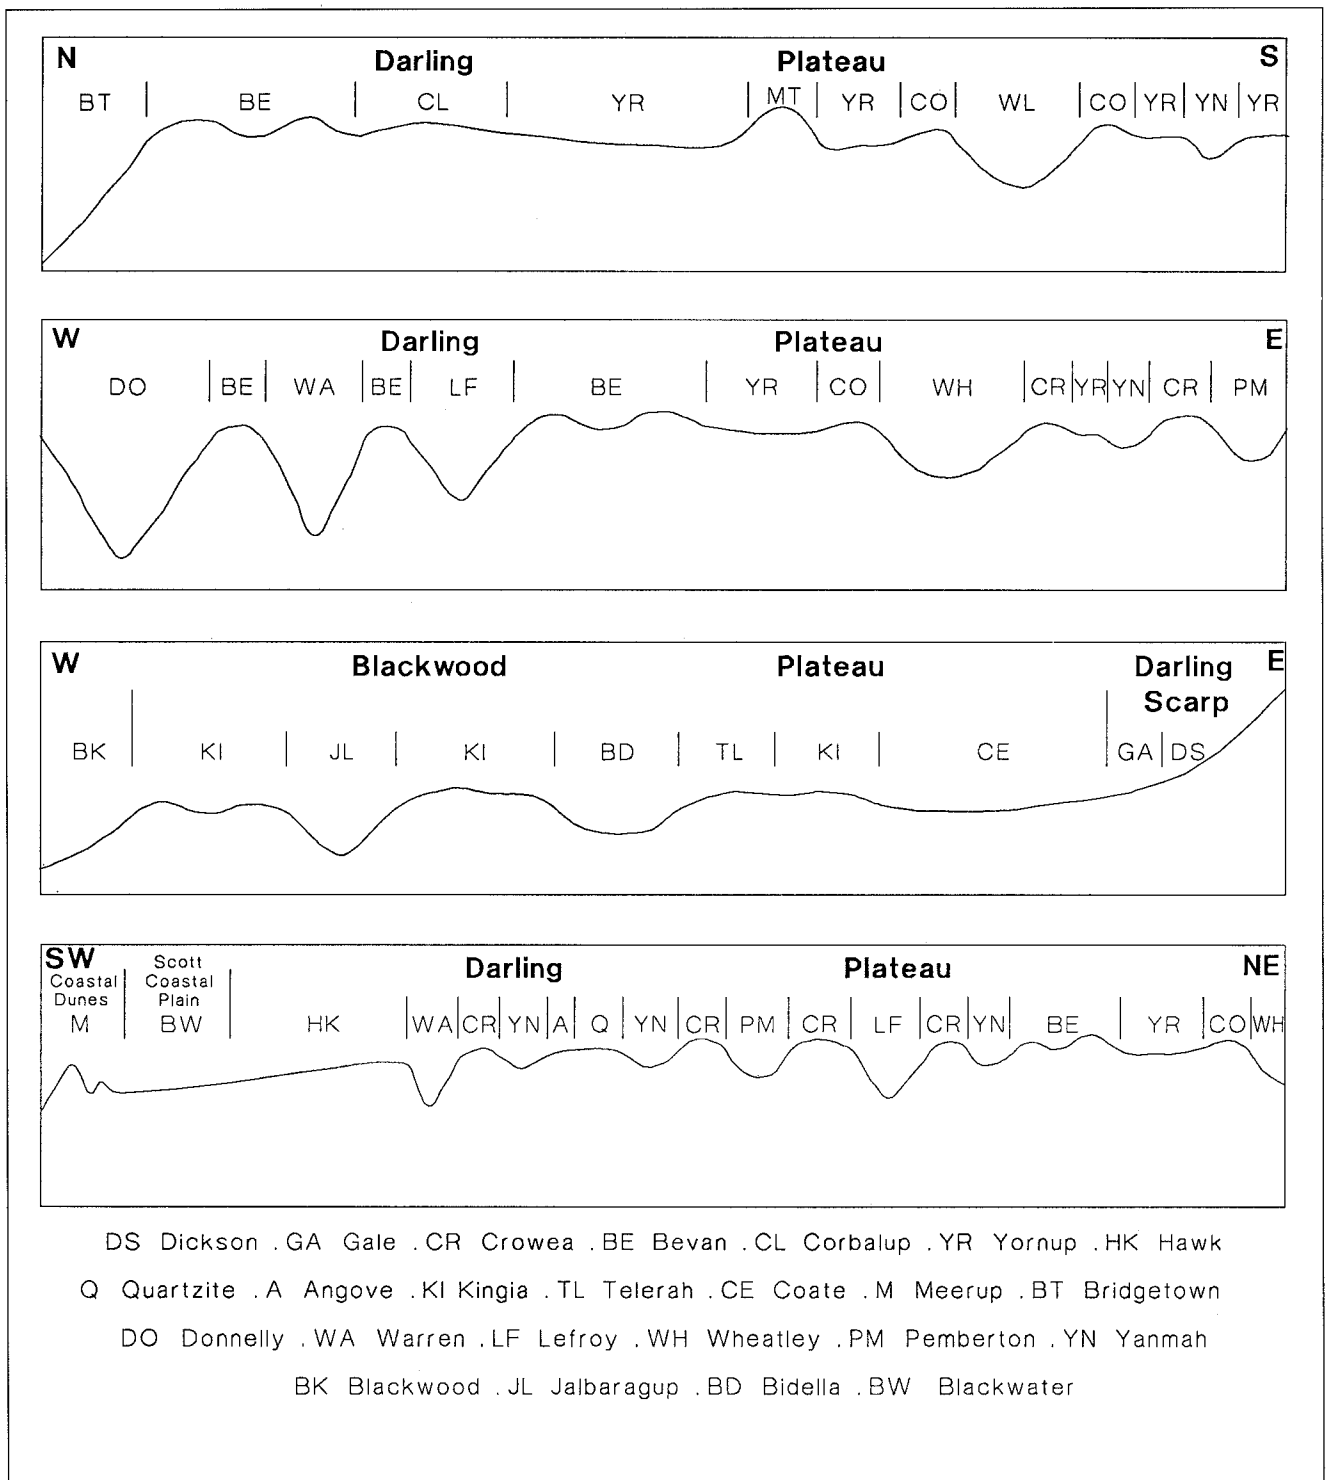 N Darling Plateau S
BT BE CL YR MT YR CO WL CO YR YN YR
W Darling Plateau E
DO BE WA BE LF BE YR CO WH CR YR YN CR PM
W Blackwood Plateau Darling E
Scarp
BK KI JL KI BD TL KI CE GA DS
SW Scott Darling Plateau NE
Coastal Coastal
Dunes Plain
M BW HK WA CR YN A Q YN CR PM CR LF CR YN BE YR CO WH
DS Dickson . GA Gale . CR Crowea . BE Bevan . CL Corbalup . YR Yornup . HK Hawk
Q Quartzite . A Angove . KI Kingia . TL Telerah . CE Coate . M Meerup . BT Bridgetown
DO Donnelly . WA Warren . LF Lefroy . WH Wheatley . PM Pemberton . YN Yanmah
BK Blackwood . JL Jalbaragup . BD Bidella . BW Blackwater